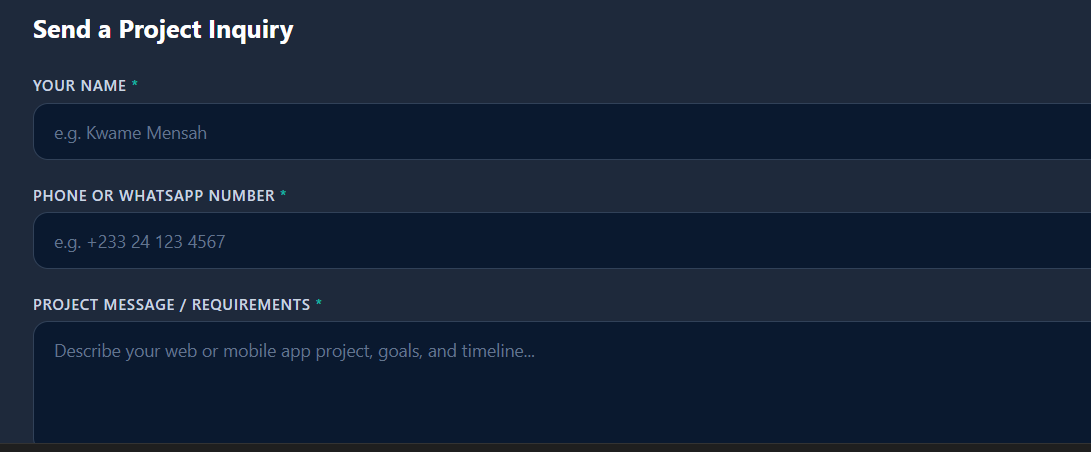 Send a Project Inquiry
YOUR NAME *
e.g. Kwame Mensah
PHONE OR WHATSAPP NUMBER *
e.g. +233 24 123 4567
PROJECT MESSAGE / REQUIREMENTS *
Describe your web or mobile app project, goals, and timeline...